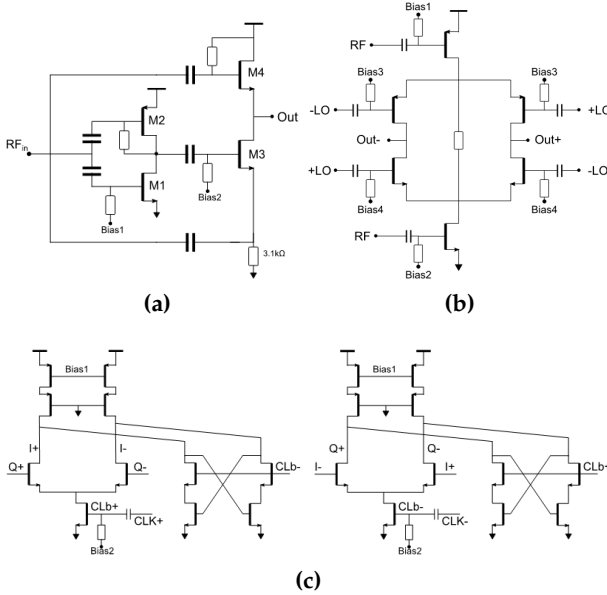 M4
Out
M2
RFin
M3
M1
Bias2
Bias1
3.1kΩ
(a)
Bias1
RF
Bias3
Bias3
-LO
+LO
Out-
Out+
+LO
-LO
Bias4
Bias4
RF
Bias2
(b)
Bias1
I+
I-
Q+
Q-
CLb-
CLb+
CLK+
Bias2
Bias1
Q+
Q-
I-
I+
CLb+
CLb-
CLK-
Bias2
(c)